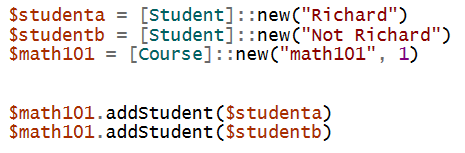 $studenta = [Student]::new("Richard")
$studentb = [Student]::new("Not Richard")
$math101 = [Course]::new("math101", 1)
$math101.addStudent($studenta)
$math101.addStudent($studentb)